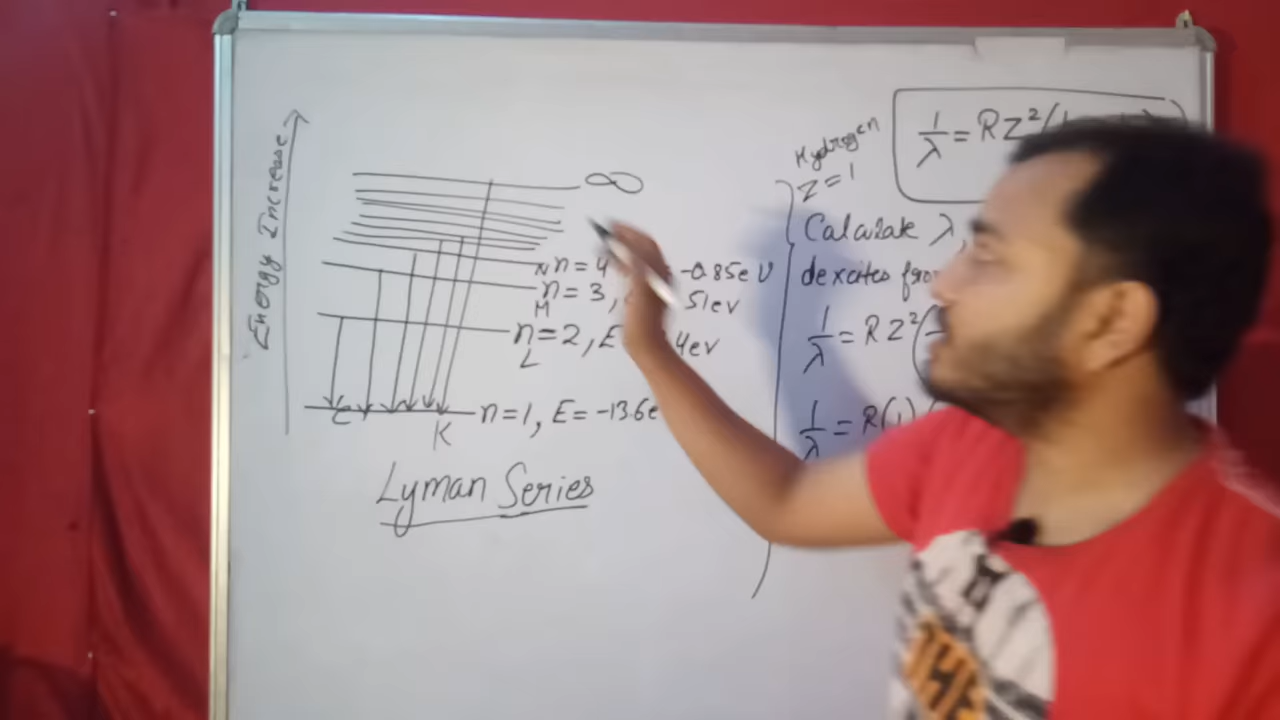 Energy Increase
∞
N n = 4 -0.85eV
M n = 3, 51ev
L n = 2, E 4ev
e
K n = 1, E = -13.6e
Lyman Series
Hydrogen
Z = 1
1/λ = RZ²(
Calculate λ,
dexcites fro
1/λ = RZ²(
1/λ = R(1)